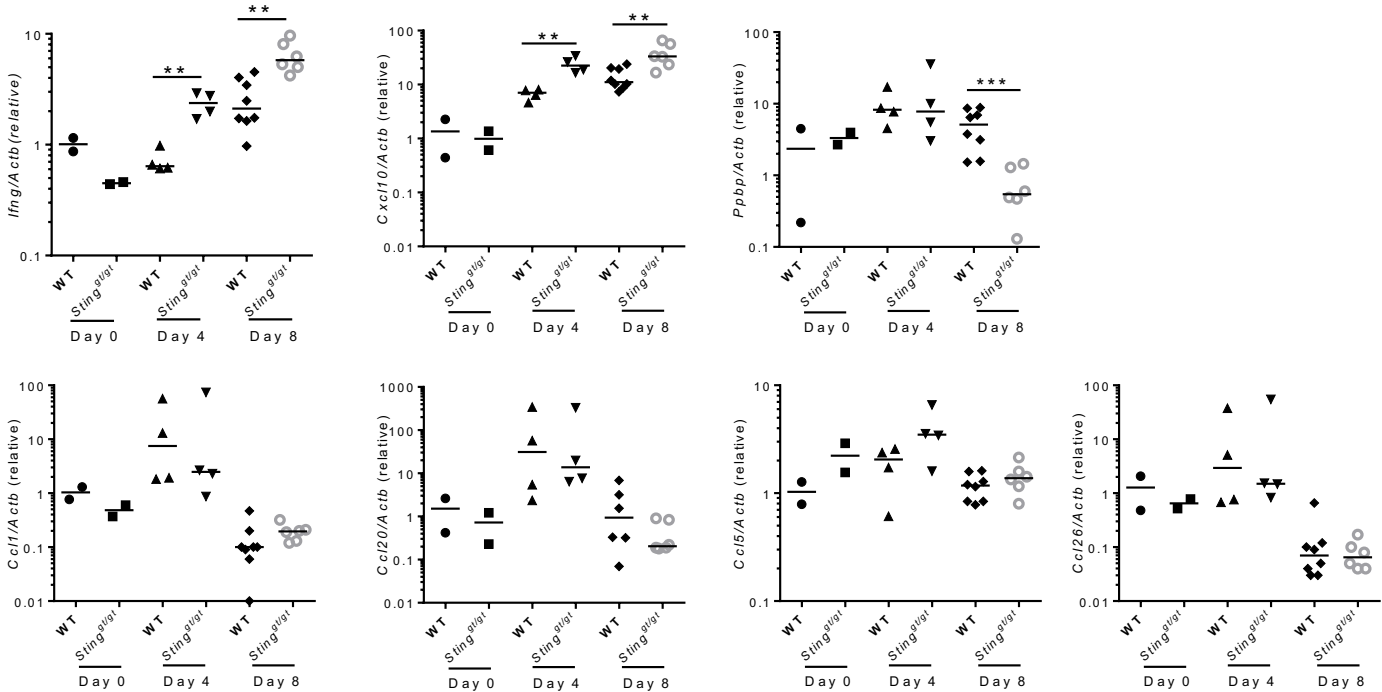 **
**
**
**
***
10
1
0.1
Ifng/Actb (relative)
WT
Sting^gt/gt
WT
Sting^gt/gt
WT
Sting^gt/gt
Day 0
Day 4
Day 8
100
10
1
0.1
0.01
Cxcl10/Actb (relative)
WT
Sting^gt/gt
WT
Sting^gt/gt
WT
Sting^gt/gt
Day 0
Day 4
Day 8
100
10
1
0.1
Ppbp/Actb (relative)
WT
Sting^gt/gt
WT
Sting^gt/gt
WT
Sting^gt/gt
Day 0
Day 4
Day 8
100
10
1
0.1
0.01
Ccl1/Actb (relative)
WT
Sting^gt/gt
WT
Sting^gt/gt
WT
Sting^gt/gt
Day 0
Day 4
Day 8
1000
100
10
1
0.1
0.01
Ccl20/Actb (relative)
WT
Sting^gt/gt
WT
Sting^gt/gt
WT
Sting^gt/gt
Day 0
Day 4
Day 8
10
1
0.1
Ccl5/Actb (relative)
WT
Sting^gt/gt
WT
Sting^gt/gt
WT
Sting^gt/gt
Day 0
Day 4
Day 8
100
10
1
0.1
0.01
Ccl26/Actb (relative)
WT
Sting^gt/gt
WT
Sting^gt/gt
WT
Sting^gt/gt
Day 0
Day 4
Day 8